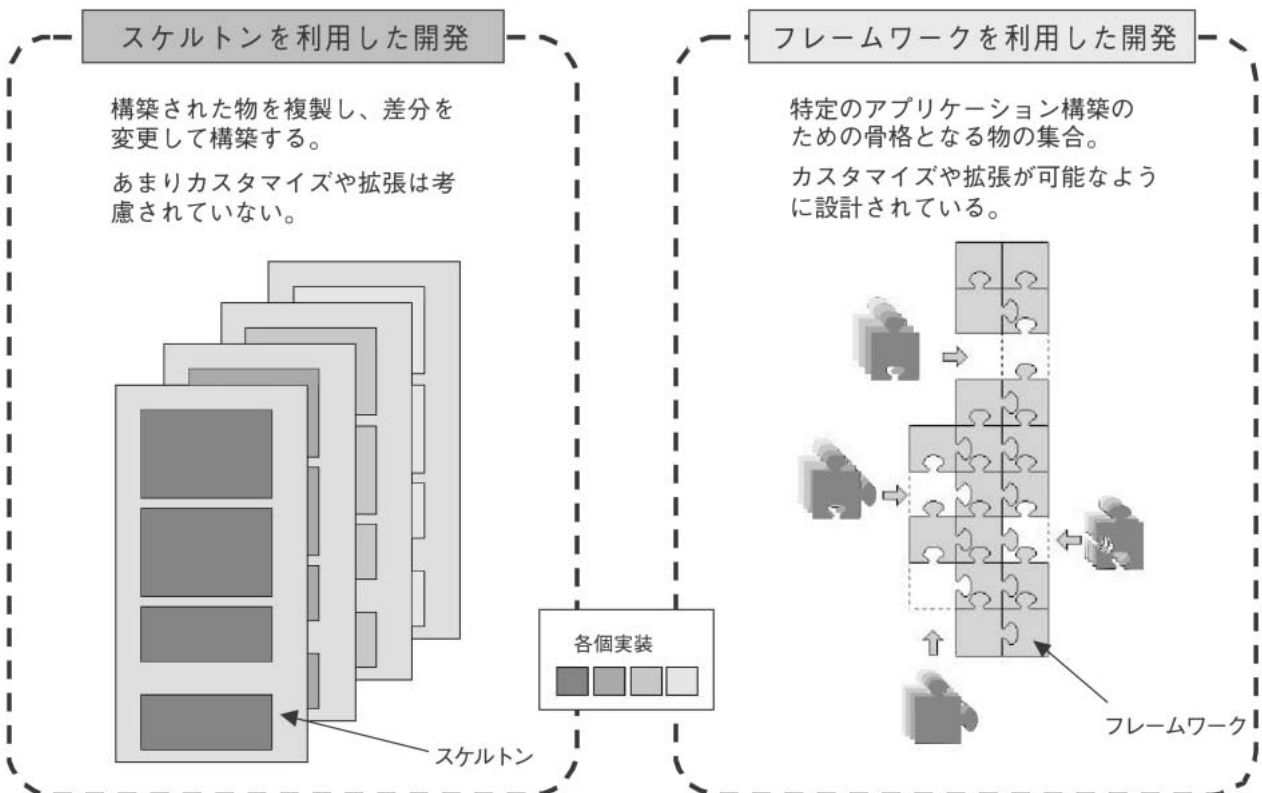 スケルトンを利用した開発
構築された物を複製し、差分を
変更して構築する。
あまりカスタマイズや拡張は考
慮されていない。
スケルトン
各個実装
フレームワークを利用した開発
特定のアプリケーション構築の
ための骨格となる物の集合。
カスタマイズや拡張が可能なよう
に設計されている。
フレームワーク